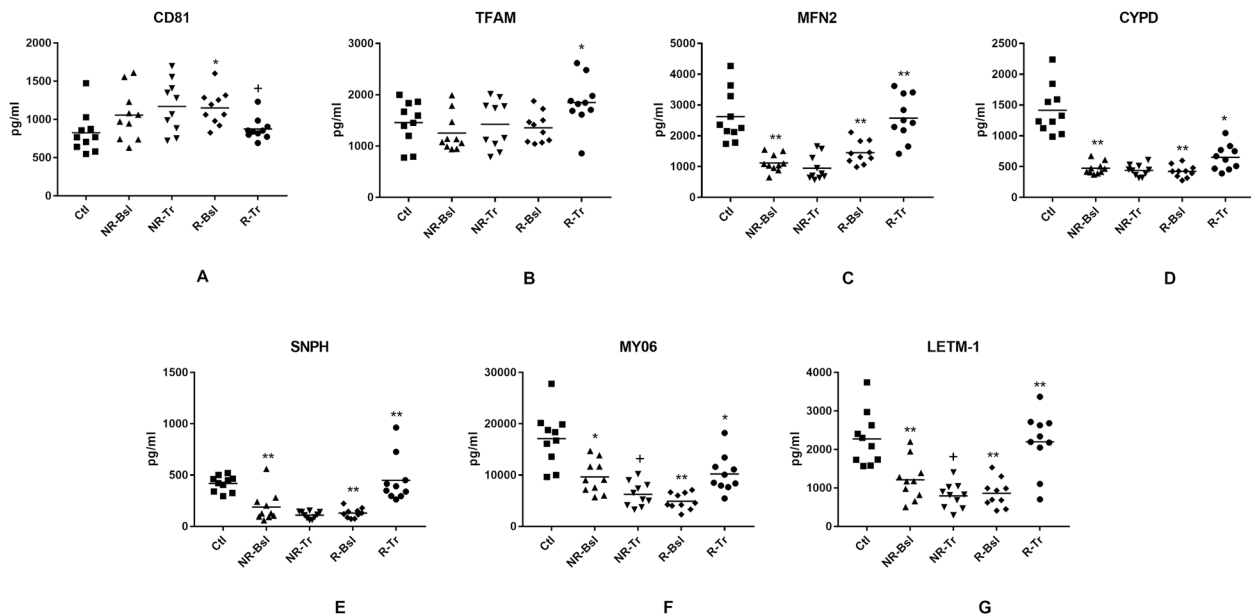 CD81
2000
1500
1000
500
0
pg/ml
*
+
Ctl
NR-Bsl
NR-Tr
R-Bsl
R-Tr
A
TFAM
3000
2000
1000
0
pg/ml
*
Ctl
NR-Bsl
NR-Tr
R-Bsl
R-Tr
B
MFN2
5000
4000
3000
2000
1000
0
pg/ml
**
**
**
Ctl
NR-Bsl
NR-Tr
R-Bsl
R-Tr
C
CYPD
2500
2000
1500
1000
500
0
pg/ml
**
**
*
Ctl
NR-Bsl
NR-Tr
R-Bsl
R-Tr
D
SNPH
1500
1000
500
0
pg/ml
**
**
**
Ctl
NR-Bsl
NR-Tr
R-Bsl
R-Tr
E
MY06
30000
20000
10000
0
pg/ml
*
+
**
*
Ctl
NR-Bsl
NR-Tr
R-Bsl
R-Tr
F
LETM-1
4000
3000
2000
1000
0
pg/ml
**
+
**
**
Ctl
NR-Bsl
NR-Tr
R-Bsl
R-Tr
G